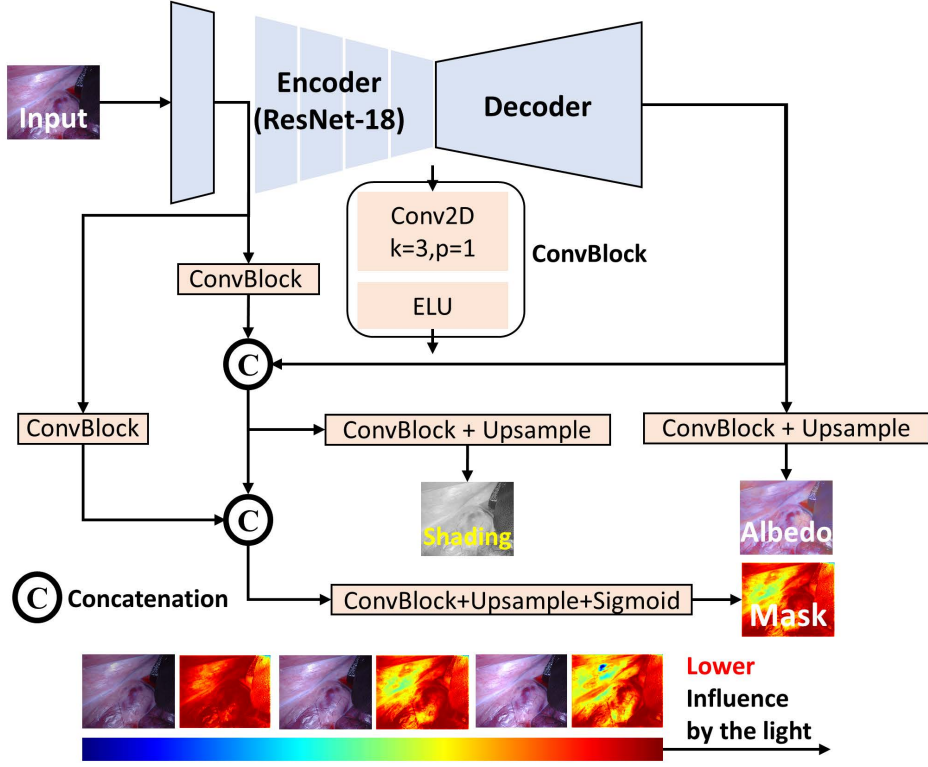 Input
Encoder
(ResNet-18)
Decoder
Conv2D
k=3,p=1
ELU
ConvBlock
ConvBlock
C
ConvBlock
ConvBlock + Upsample
ConvBlock + Upsample
Shading
Albedo
C
C
Concatenation
ConvBlock+Upsample+Sigmoid
Mask
Lower
Influence
by the light